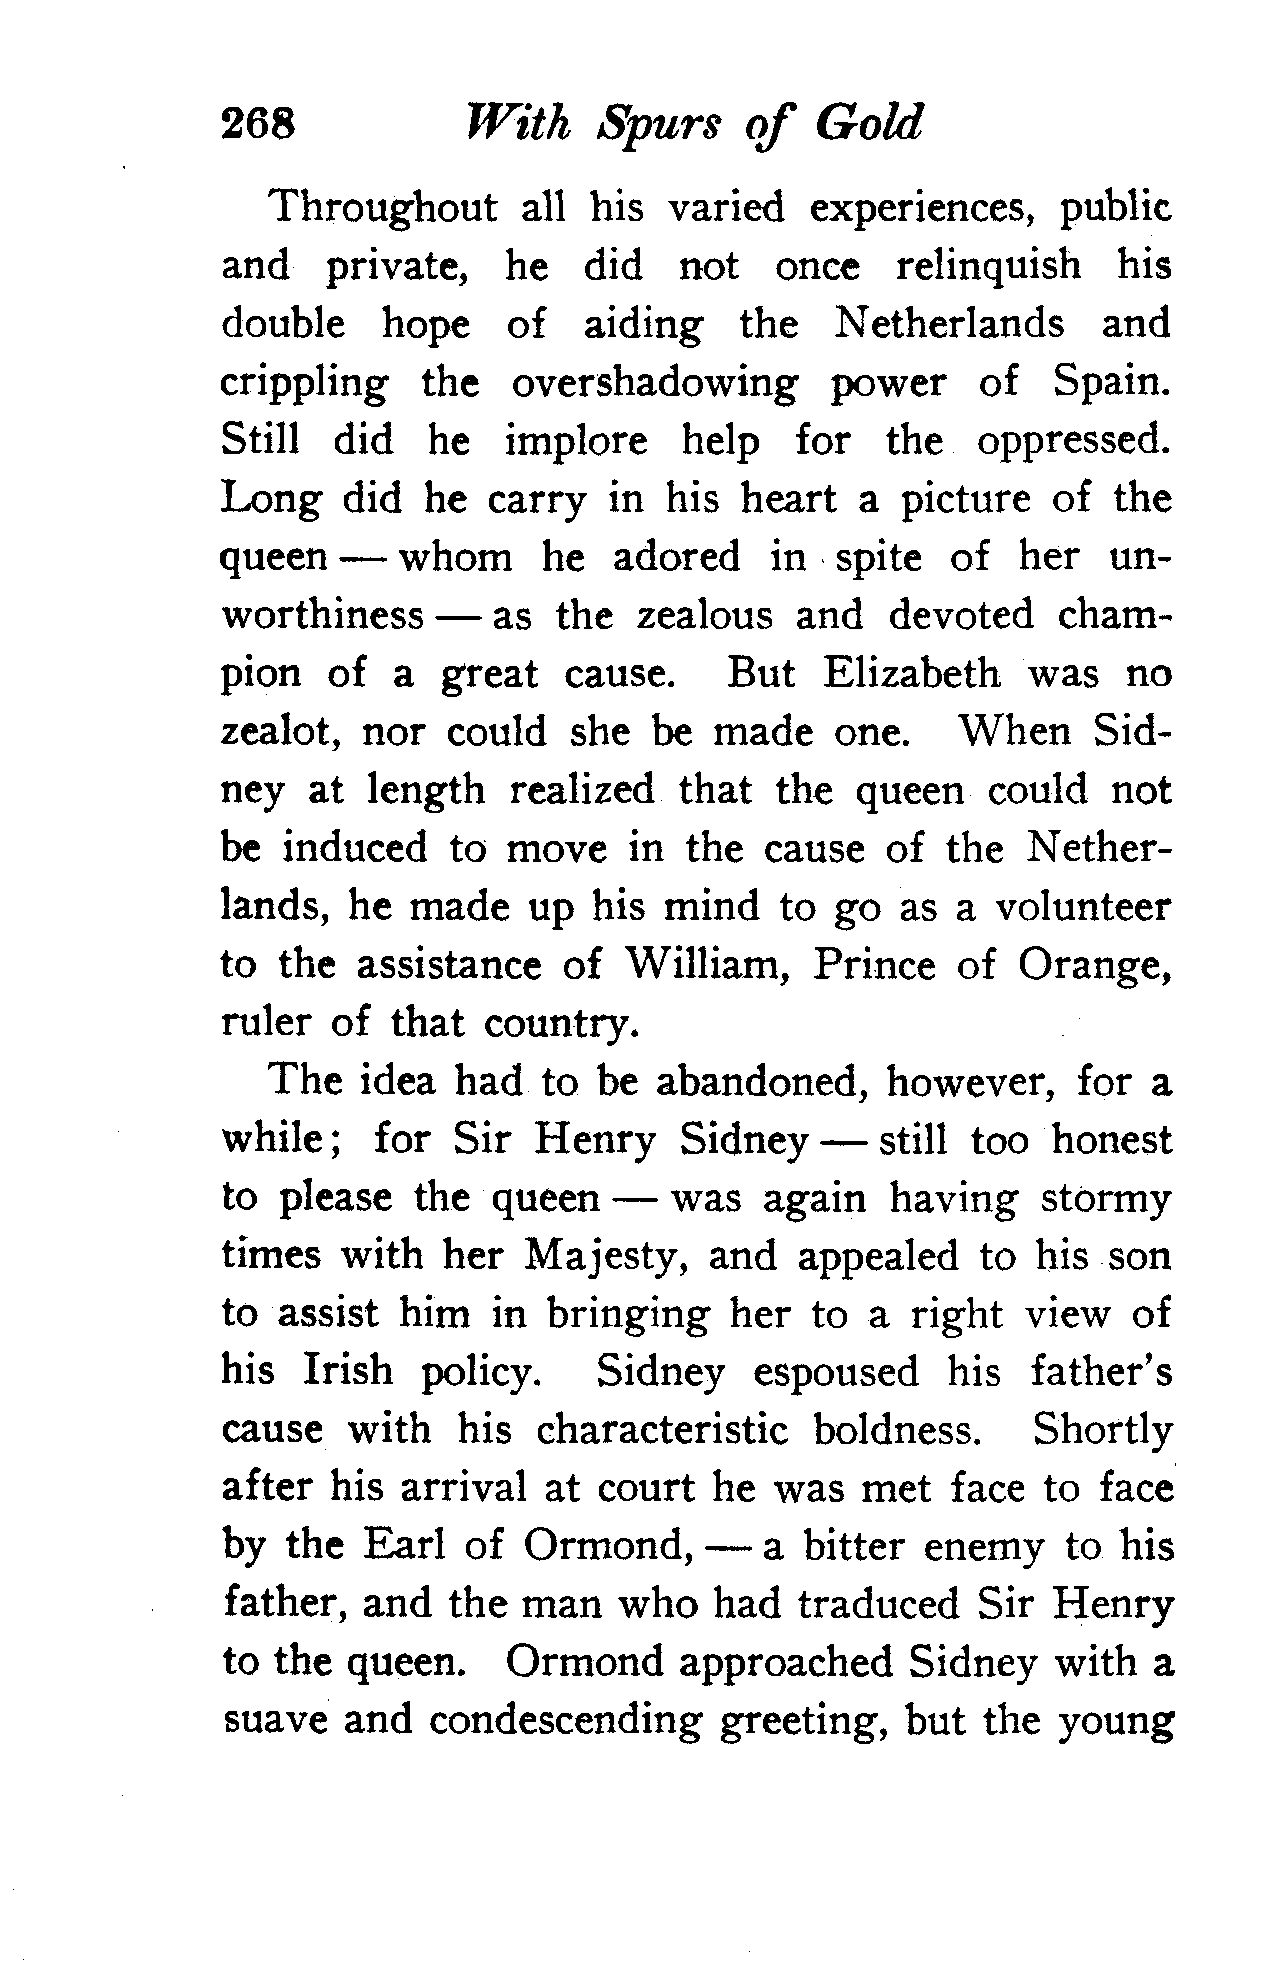 268 With Spurs of Gold
Throughout all his varied experiences, public
and private, he did not once relinquish his
double hope of aiding the Netherlands and
crippling the overshadowing power of Spain.
Still did he implore help for the oppressed.
Long did he carry in his heart a picture of the
queen — whom he adored in spite of her un-
worthiness — as the zealous and devoted cham-
pion of a great cause. But Elizabeth was no
zealot, nor could she be made one. When Sid-
ney at length realized that the queen could not
be induced to move in the cause of the Nether-
lands, he made up his mind to go as a volunteer
to the assistance of William, Prince of Orange,
ruler of that country.
The idea had to be abandoned, however, for a
while; for Sir Henry Sidney — still too honest
to please the queen — was again having stormy
times with her Majesty, and appealed to his son
to assist him in bringing her to a right view of
his Irish policy. Sidney espoused his father's
cause with his characteristic boldness. Shortly
after his arrival at court he was met face to face
by the Earl of Ormond, — a bitter enemy to his
father, and the man who had traduced Sir Henry
to the queen. Ormond approached Sidney with a
suave and condescending greeting, but the young